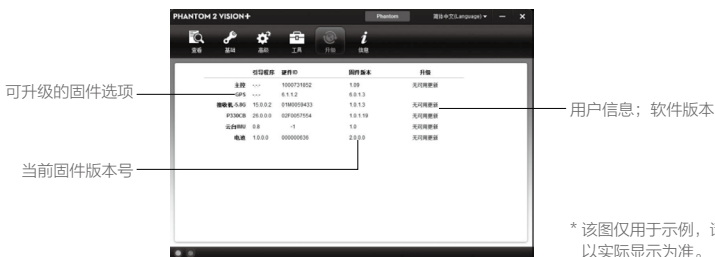 PHANTOM 2 VISION+ Phantom 简体中文(Language)
查看 基础 高级 工具 升级 信息
引导程序 硬件ID 固件版本 升级
主控 -.-.- 1000731852 1.09 无可用更新
GPS -.-.- 6.1.1.2 6.0.1.3
接收机-5.8G 15.0.0.2 01M0059433 1.0.1.3 无可用更新
P330CB 26.0.0.0 02F0057554 1.0.1.19 无可用更新
云台IMU 0.8 -1 1.0 无可用更新
电池 1.0.0.0 000000636 2.0.0.0 无可用更新
可升级的固件选项
用户信息；软件版本
当前固件版本号
* 该图仅用于示例，
以实际显示为准。